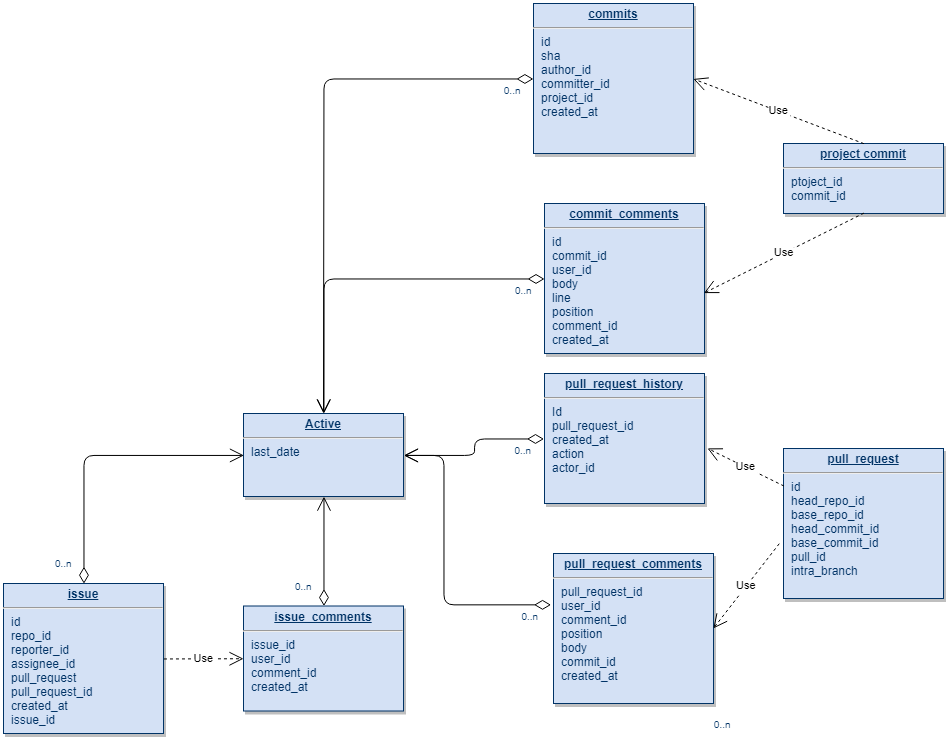 commits
id
sha
author_id
committer_id
project_id
created_at
0..n
Use
project commit
ptoject_id
commit_id
commit_comments
id
commit_id
user_id
body
line
position
comment_id
created_at
Use
0..n
pull_request_history
Id
pull_request_id
created_at
action
actor_id
0..n
Active
last_date
Use
pull_request
id
head_repo_id
base_repo_id
head_commit_id
base_commit_id
pull_id
intra_branch
pull_request_comments
pull_request_id
user_id
comment_id
position
body
commit_id
created_at
Use
0..n
0..n
issue
id
repo_id
reporter_id
assignee_id
pull_request
pull_request_id
created_at
issue_id
Use
0..n
issue_comments
issue_id
user_id
comment_id
created_at
0..n